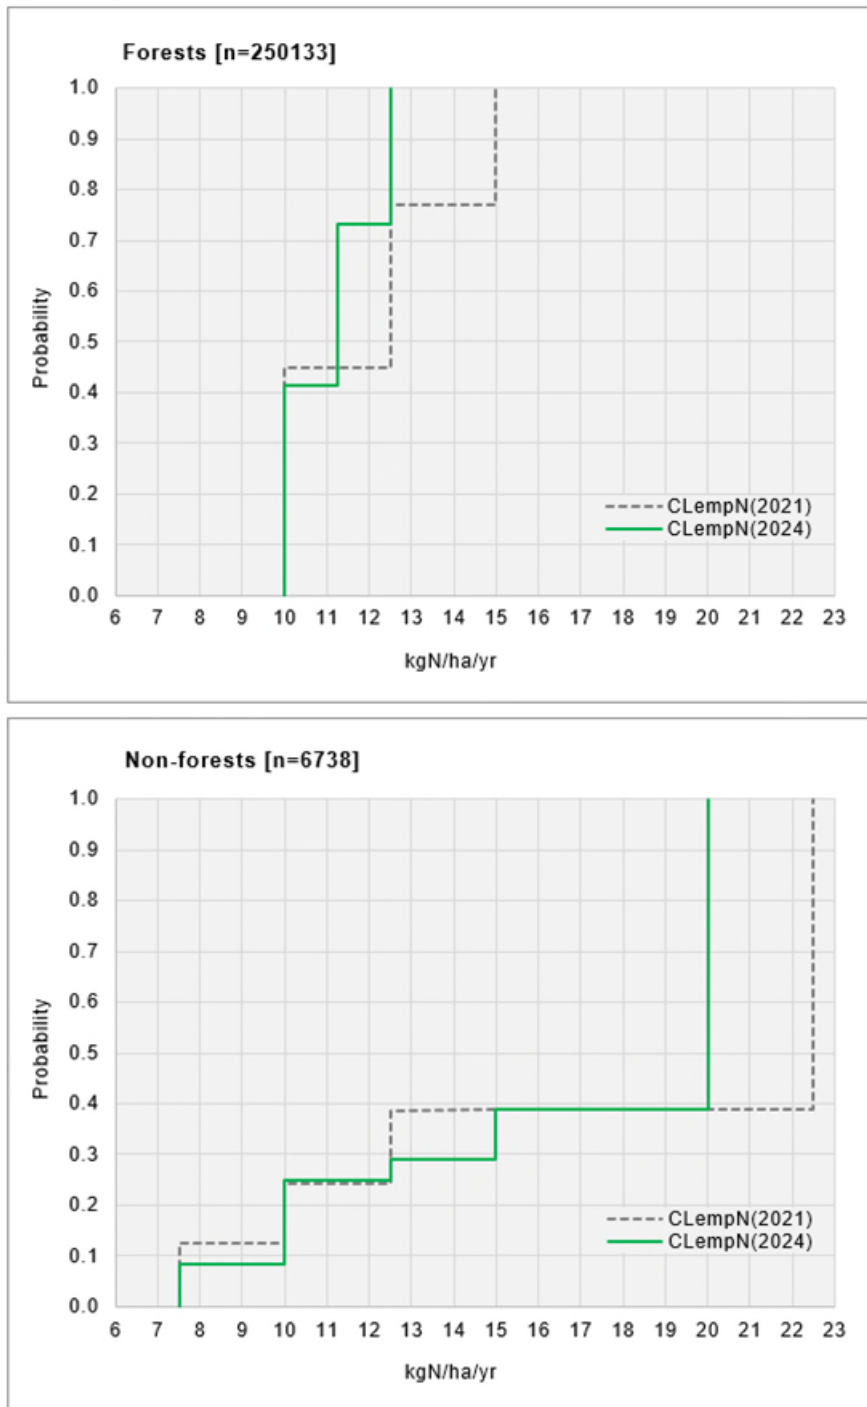 Forests [n=250133]
1.0
0.9
0.8
0.7
0.6
0.5
0.4
0.3
0.2
0.1
0.0
Probability
CLempN(2021)
CLempN(2024)
6 7 8 9 10 11 12 13 14 15 16 17 18 19 20 21 22 23
kgN/ha/yr
Non-forests [n=6738]
1.0
0.9
0.8
0.7
0.6
0.5
0.4
0.3
0.2
0.1
0.0
Probability
CLempN(2021)
CLempN(2024)
6 7 8 9 10 11 12 13 14 15 16 17 18 19 20 21 22 23
kgN/ha/yr